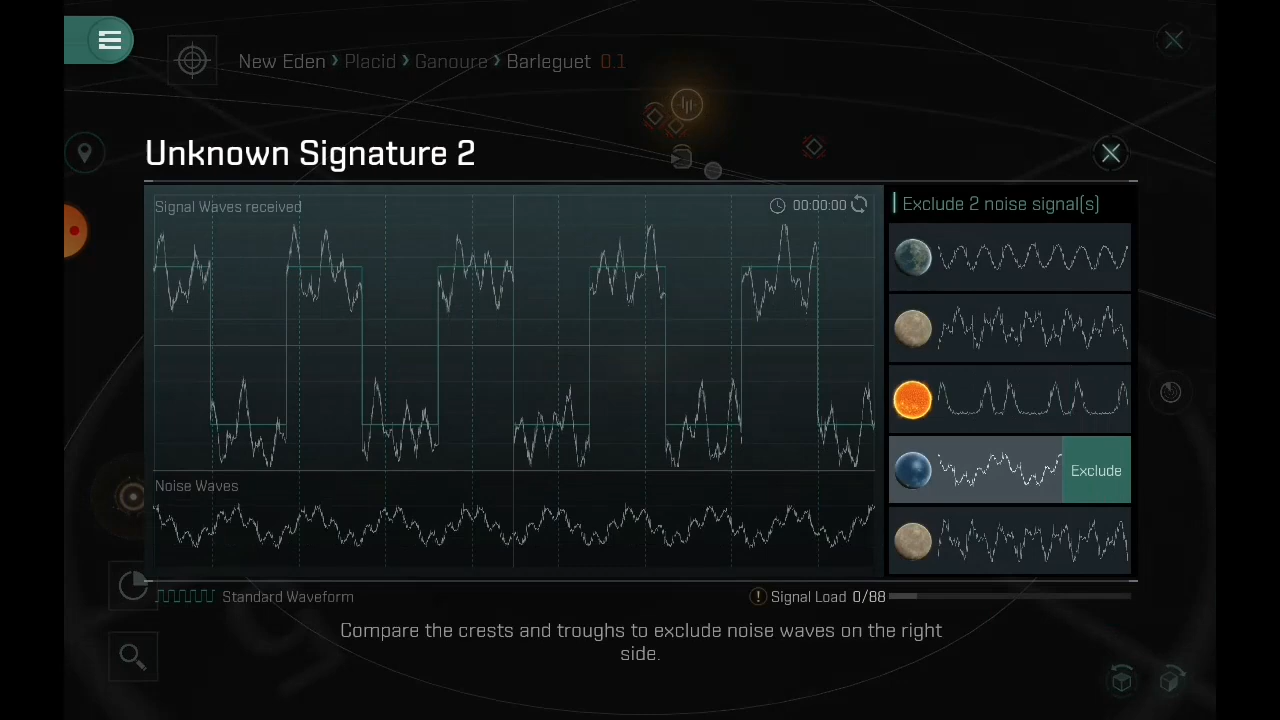 New Eden > Placid > Ganoure > Barleguet 0.1
Unknown Signature 2
Signal Waves received
00:00:00
Exclude 2 noise signal(s)
Exclude
Noise Waves
Standard Waveform
Signal Load 0/88
Compare the crests and troughs to exclude noise waves on the right
side.